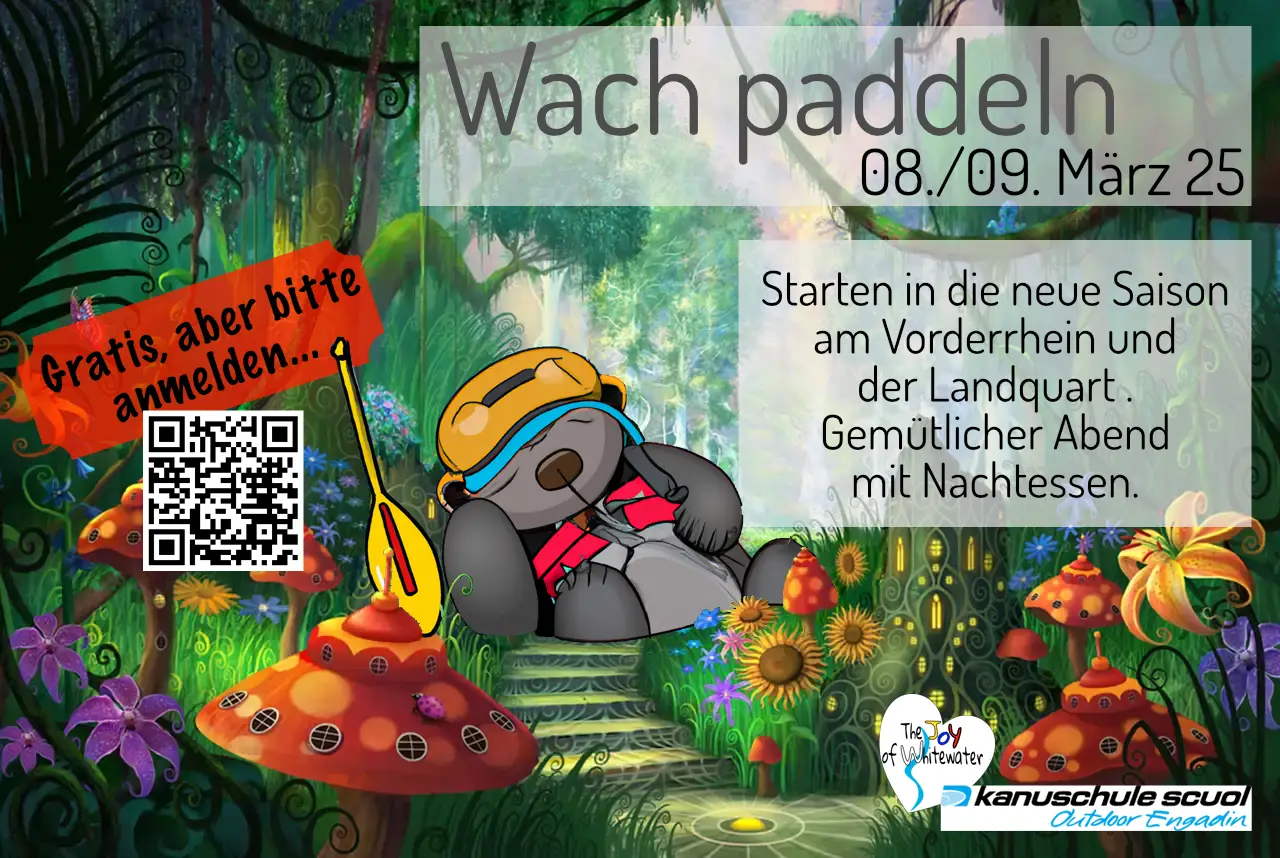 Wach paddeln
08./09. März 25
Gratis, aber bitte
anmelden...
Starten in die neue Saison
am Vorderrhein und
der Landquart .
Gemütlicher Abend
mit Nachtessen.
The Joy
of Whitewater
kanuschule scuol
Outdoor Engadin